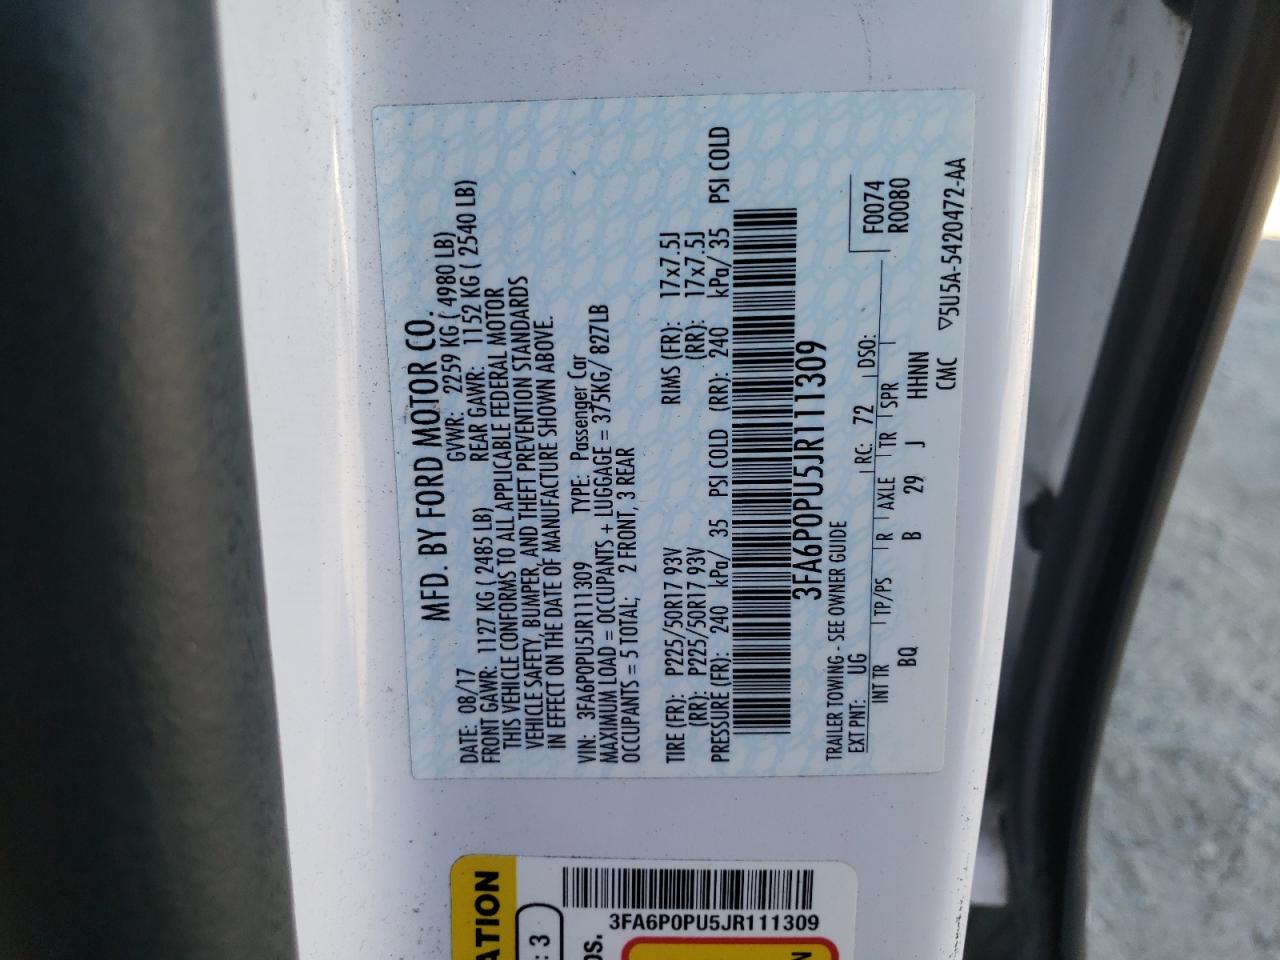 MFD. BY FORD MOTOR CO.
DATE: 08/17 GVWR: 2259 KG ( 4980 LB)
FRONT GAWR: 1127 KG ( 2485 LB) REAR GAWR: 1152 KG ( 2540 LB)
THIS VEHICLE CONFORMS TO ALL APPLICABLE FEDERAL MOTOR
VEHICLE SAFETY, BUMPER, AND THEFT PREVENTION STANDARDS
IN EFFECT ON THE DATE OF MANUFACTURE SHOWN ABOVE.
VIN: 3FA6P0PU5JR111309 TYPE: Passenger Car
MAXIMUM LOAD = OCCUPANTS + LUGGAGE = 375KG/ 827LB
OCCUPANTS = 5 TOTAL, 2 FRONT, 3 REAR
TIRE (FR): P225/50R17 93V RIMS (FR): 17x7.5J
(RR): P225/50R17 93V (RR): 17x7.5J
PRESSURE (FR): 240 kPa/ 35 PSI COLD (RR): 240 kPa/ 35 PSI COLD
3FA6P0PU5JR111309
TRAILER TOWING - SEE OWNER GUIDE
EXT PNT: UG RC: 72 DSO: F0074
INT TR TP/PS R AXLE TR SPR R0080
BQ B 29 J HHNN
CMC ▽5U5A-5420472-AA
ATION
: 3
OS.
3FA6P0PU5JR111309
N